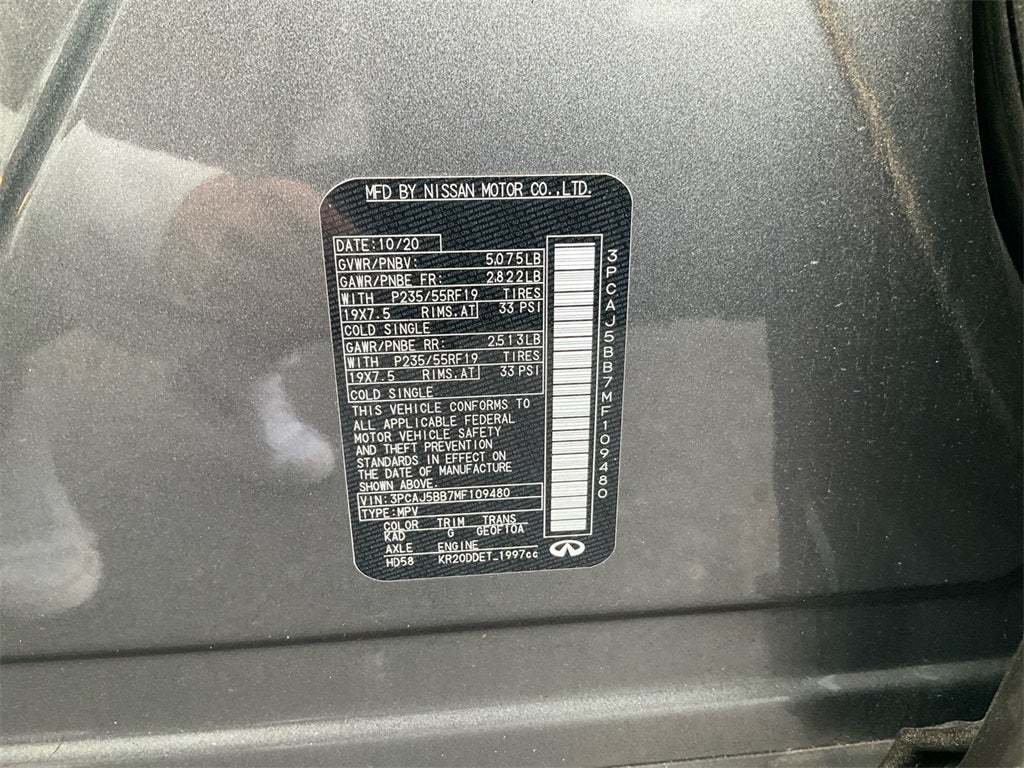 MFD BY NISSAN MOTOR CO.,LTD.
DATE:10/20
GVWR/PNBV: 5,075LB
GAWR/PNBE FR: 2,822LB
WITH P235/55RF19 TIRES
19X7.5 RIMS.AT 33 PSI
COLD SINGLE
GAWR/PNBE RR: 2,513LB
WITH P235/55RF19 TIRES
19X7.5 RIMS.AT 33 PSI
COLD SINGLE
THIS VEHICLE CONFORMS TO
ALL APPLICABLE FEDERAL
MOTOR VEHICLE SAFETY
AND THEFT PREVENTION
STANDARDS IN EFFECT ON
THE DATE OF MANUFACTURE
SHOWN ABOVE.
VIN:3PCAJ5BB7MF109480
TYPE:MPV
COLOR TRIM TRANS
KAD G GE0F10A
AXLE ENGINE
HD58 KR20DDET_1997cc
3PCAJ5BB7MF109480